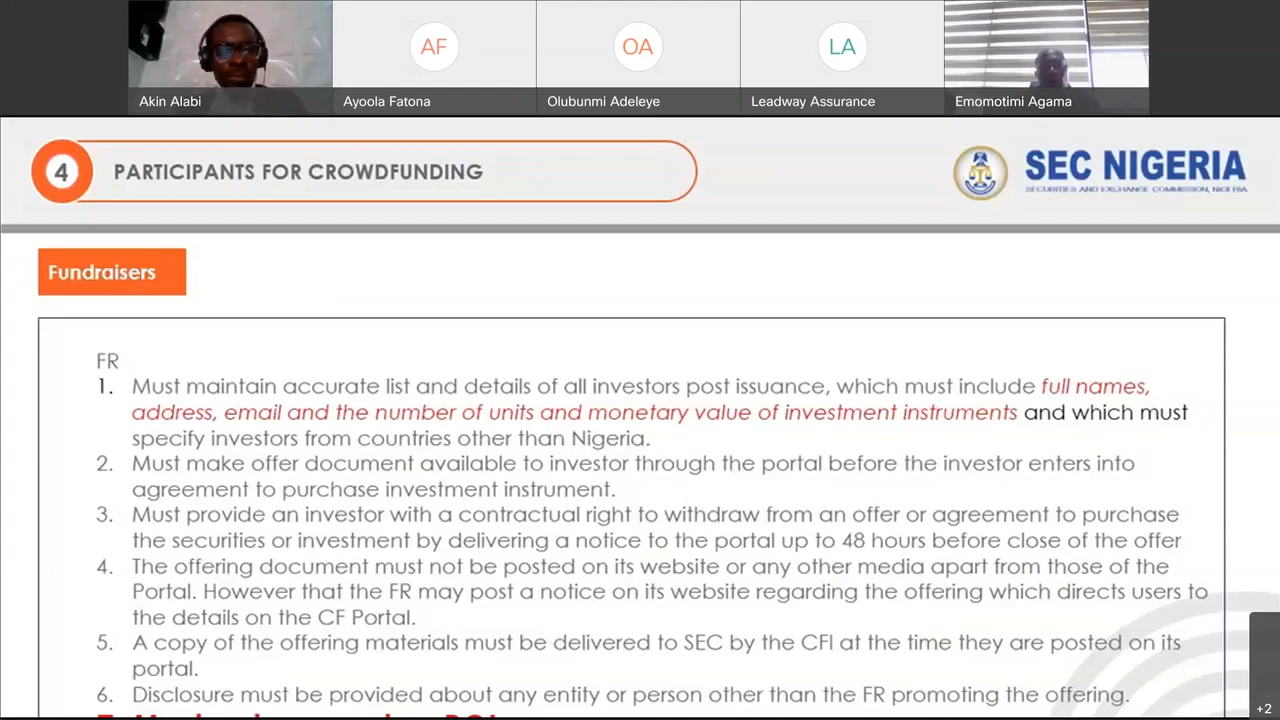 AF
OA
LA
Akin Alabi
Ayoola Fatona
Olubunmi Adeleye
Leadway Assurance
Emomotimi Agama
4
PARTICIPANTS FOR CROWDFUNDING
SEC NIGERIA
SECURITIES AND EXCHANGE COMMISSION, NIGERIA
Fundraisers
FR
1. Must maintain accurate list and details of all investors post issuance, which must include full names,
address, email and the number of units and monetary value of investment instruments and which must
specify investors from countries other than Nigeria.
2. Must make offer document available to investor through the portal before the investor enters into
agreement to purchase investment instrument.
3. Must provide an investor with a contractual right to withdraw from an offer or agreement to purchase
the securities or investment by delivering a notice to the portal up to 48 hours before close of the offer
4. The offering document must not be posted on its website or any other media apart from those of the
Portal. However that the FR may post a notice on its website regarding the offering which directs users to
the details on the CF Portal.
5. A copy of the offering materials must be delivered to SEC by the CFI at the time they are posted on its
portal.
6. Disclosure must be provided about any entity or person other than the FR promoting the offering.
+2